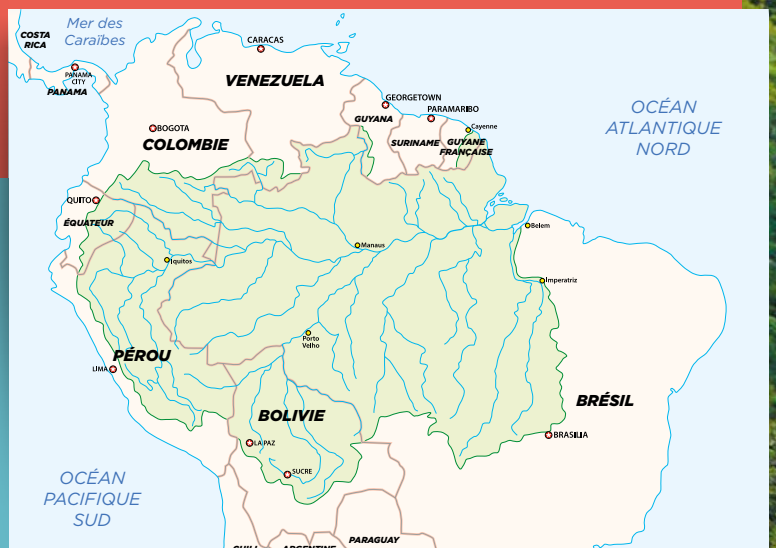 Mer des
Caraïbes
COSTA
RICA
CARACAS
PANAMA
CITY
PANAMA
VENEZUELA
GEORGETOWN
PARAMARIBO
OCÉAN
ATLANTIQUE
NORD
GUYANA
Cayenne
BOGOTA
COLOMBIE
SURINAME
GUYANE
FRANÇAISE
QUITO
ÉQUATEUR
Belem
Manaus
Iquitos
Imperatriz
Porto
Velho
PÉROU
LIMA
BRÉSIL
BOLIVIE
BRASILIA
LA PAZ
SUCRE
OCÉAN
PACIFIQUE
SUD
PARAGUAY
CHILI
ARGENTINE